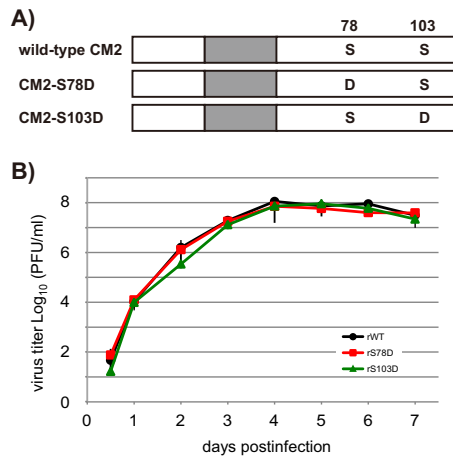 A)
78 103
wild-type CM2 S S
CM2-S78D D S
CM2-S103D S D
B)
virus titer Log10 (PFU/ml)
10
8
6
4
2
0
rWT
rS78D
rS103D
0 1 2 3 4 5 6 7
days postinfection